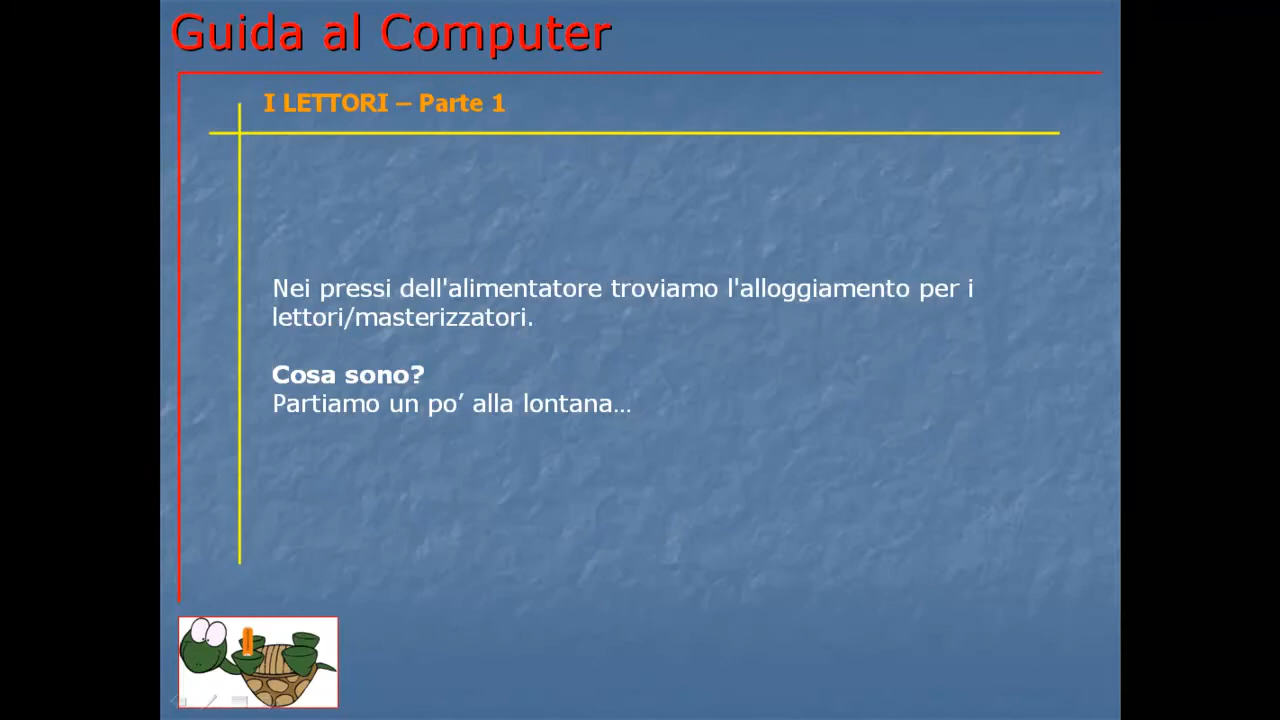 Guida al Computer
I LETTORI – Parte 1
Nei pressi dell'alimentatore troviamo l'alloggiamento per i
lettori/masterizzatori.
Cosa sono?
Partiamo un po’ alla lontana…